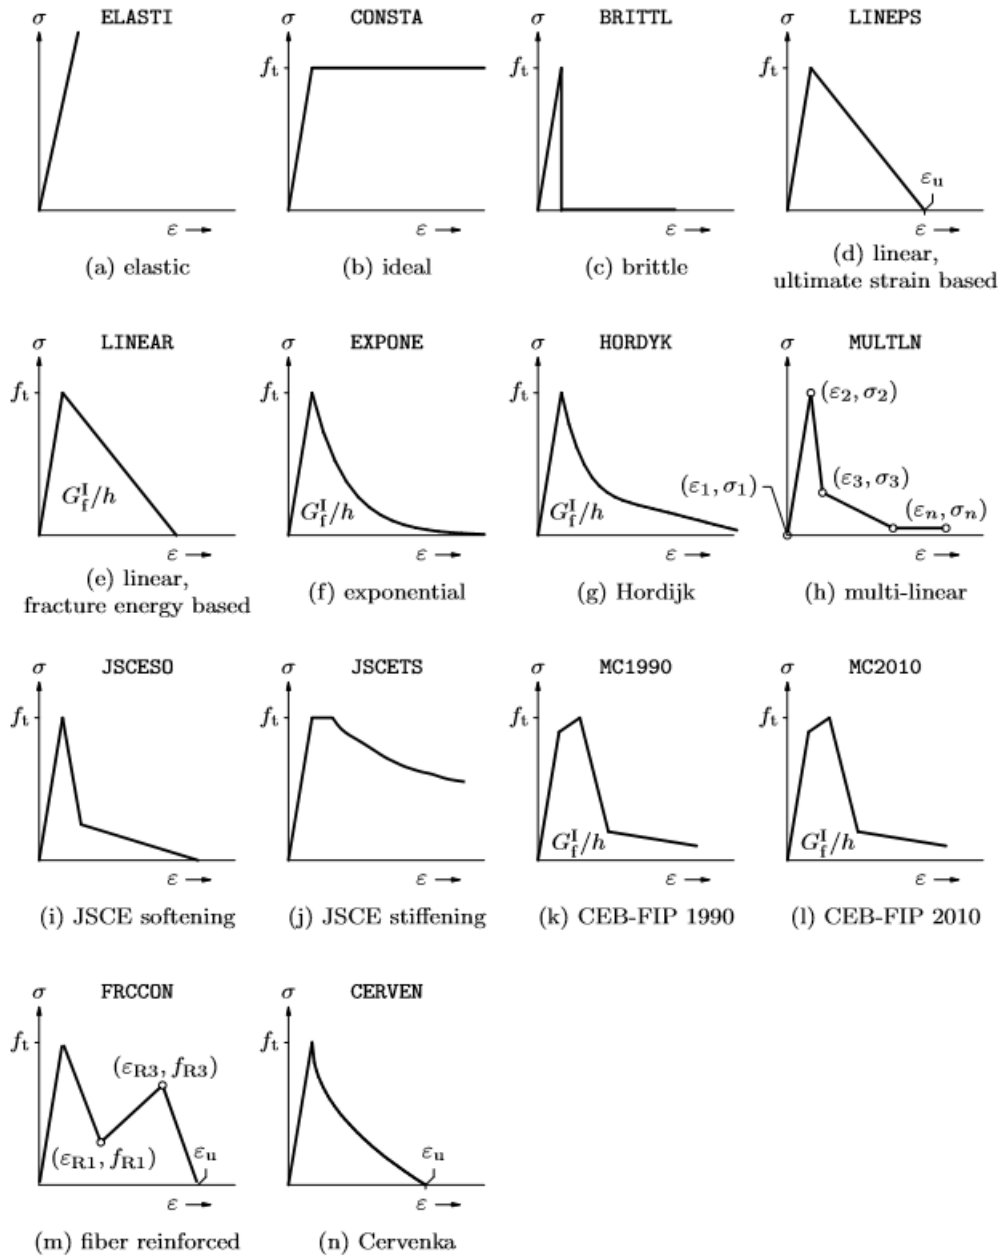 σ ELASTI
ε
(a) elastic
σ CONSTA
f_t
ε
(b) ideal
σ BRITTL
f_t
ε
(c) brittle
σ LINEPS
f_t
ε_u
ε
(d) linear,
ultimate strain based
σ LINEAR
f_t
G_f^I/h
ε
(e) linear,
fracture energy based
σ EXPONE
f_t
G_f^I/h
ε
(f) exponential
σ HORDYK
f_t
G_f^I/h
ε
(g) Hordijk
σ MULTLN
(ε_2, σ_2)
(ε_1, σ_1)
(ε_3, σ_3)
(ε_n, σ_n)
ε
(h) multi-linear
σ JSCESO
f_t
ε
(i) JSCE softening
σ JSCETS
f_t
ε
(j) JSCE stiffening
σ MC1990
f_t
G_f^I/h
ε
(k) CEB-FIP 1990
σ MC2010
f_t
G_f^I/h
ε
(l) CEB-FIP 2010
σ FRCCON
f_t
(ε_R3, f_R3)
(ε_R1, f_R1)
ε_u
ε
(m) fiber reinforced
σ CERVEN
f_t
ε_u
ε
(n) Cervenka